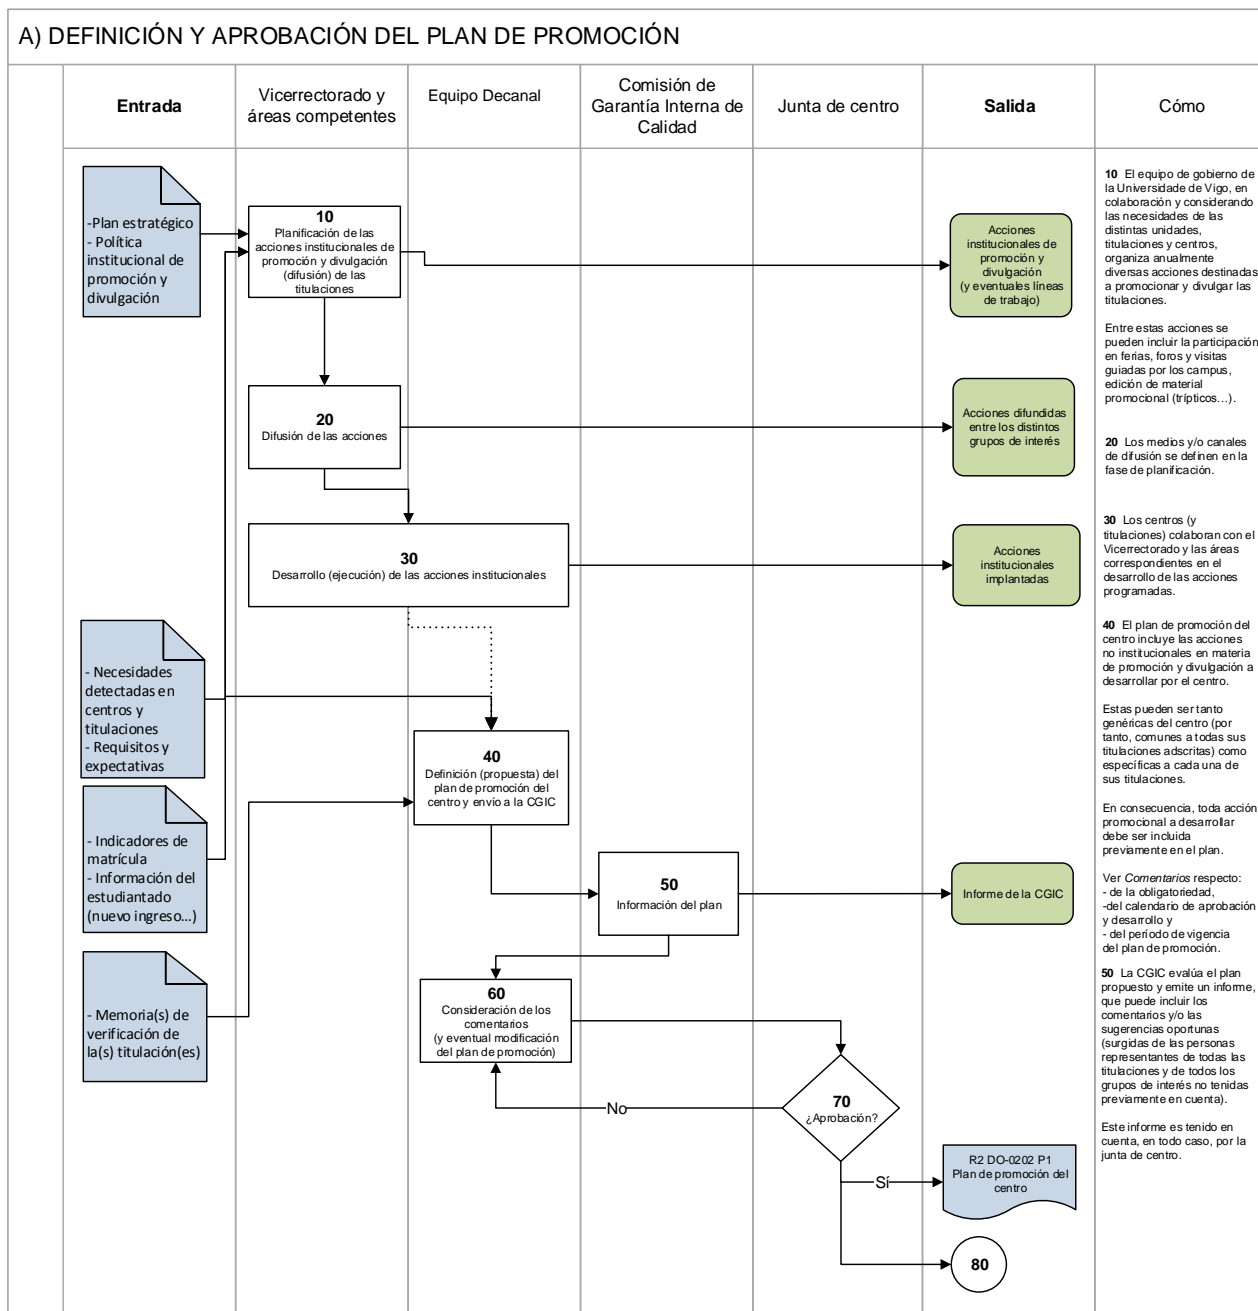 A) DEFINICIÓN Y APROBACIÓN DEL PLAN DE PROMOCIÓN
Entrada
Vicerrectorado y
áreas competentes
Equipo Decanal
Comisión de
Garantía Interna de
Calidad
Junta de centro
Salida
Cómo
-Plan estratégico
- Política
institucional de
promoción y
divulgación
10
Planificación de las
acciones institucionales de
promoción y divulgación
(difusión) de las
titulaciones
Acciones
institucionales de
promoción y
divulgación
(y eventuales líneas
de trabajo)
20
Difusión de las acciones
Acciones difundidas
entre los distintos
grupos de interés
30
Desarrollo (ejecución) de las acciones institucionales
Acciones
institucionales
implantadas
- Necesidades
detectadas en
centros y
titulaciones
- Requisitos y
expectativas
40
Definición (propuesta) del
plan de promoción del
centro y envío a la CGIC
- Indicadores de
matrícula
- Información del
estudiantado
(nuevo ingreso...)
50
Información del plan
Informe de la CGIC
- Memoria(s) de
verificación de
la(s) titulación(es)
60
Consideración de los
comentarios
(y eventual modificación
del plan de promoción)
70
¿Aprobación?
No
Sí
R2 DO-0202 P1
Plan de promoción del
centro
80
10 El equipo de gobierno de
la Universidade de Vigo, en
colaboración y considerando
las necesidades de las
distintas unidades,
titulaciones y centros,
organiza anualmente
diversas acciones destinadas
a promocionar y divulgar las
titulaciones.
Entre estas acciones se
pueden incluir la participación
en ferias, foros y visitas
guiadas por los campus,
edición de material
promocional (trípticos...).
20 Los medios y/o canales
de difusión se definen en la
fase de planificación.
30 Los centros (y
titulaciones) colaboran con el
Vicerrectorado y las áreas
correspondientes en el
desarrollo de las acciones
programadas.
40 El plan de promoción del
centro incluye las acciones
no institucionales en materia
de promoción y divulgación a
desarrollar por el centro.
Estas pueden ser tanto
genéricas del centro (por
tanto, comunes a todas sus
titulaciones adscritas) como
específicas a cada una de
sus titulaciones.
En consecuencia, toda acción
promocional a desarrollar
debe ser incluida
previamente en el plan.
Ver Comentarios respecto:
- de la obligatoriedad,
-del calendario de aprobación
y desarrollo y
- del período de vigencia
del plan de promoción.
50 La CGIC evalúa el plan
propuesto y emite un informe,
que puede incluir los
comentarios y/o las
sugerencias oportunas
(surgidas de las personas
representantes de todas las
titulaciones y de todos los
grupos de interés no tenidas
previamente en cuenta).
Este informe es tenido en
cuenta, en todo caso, por la
junta de centro.